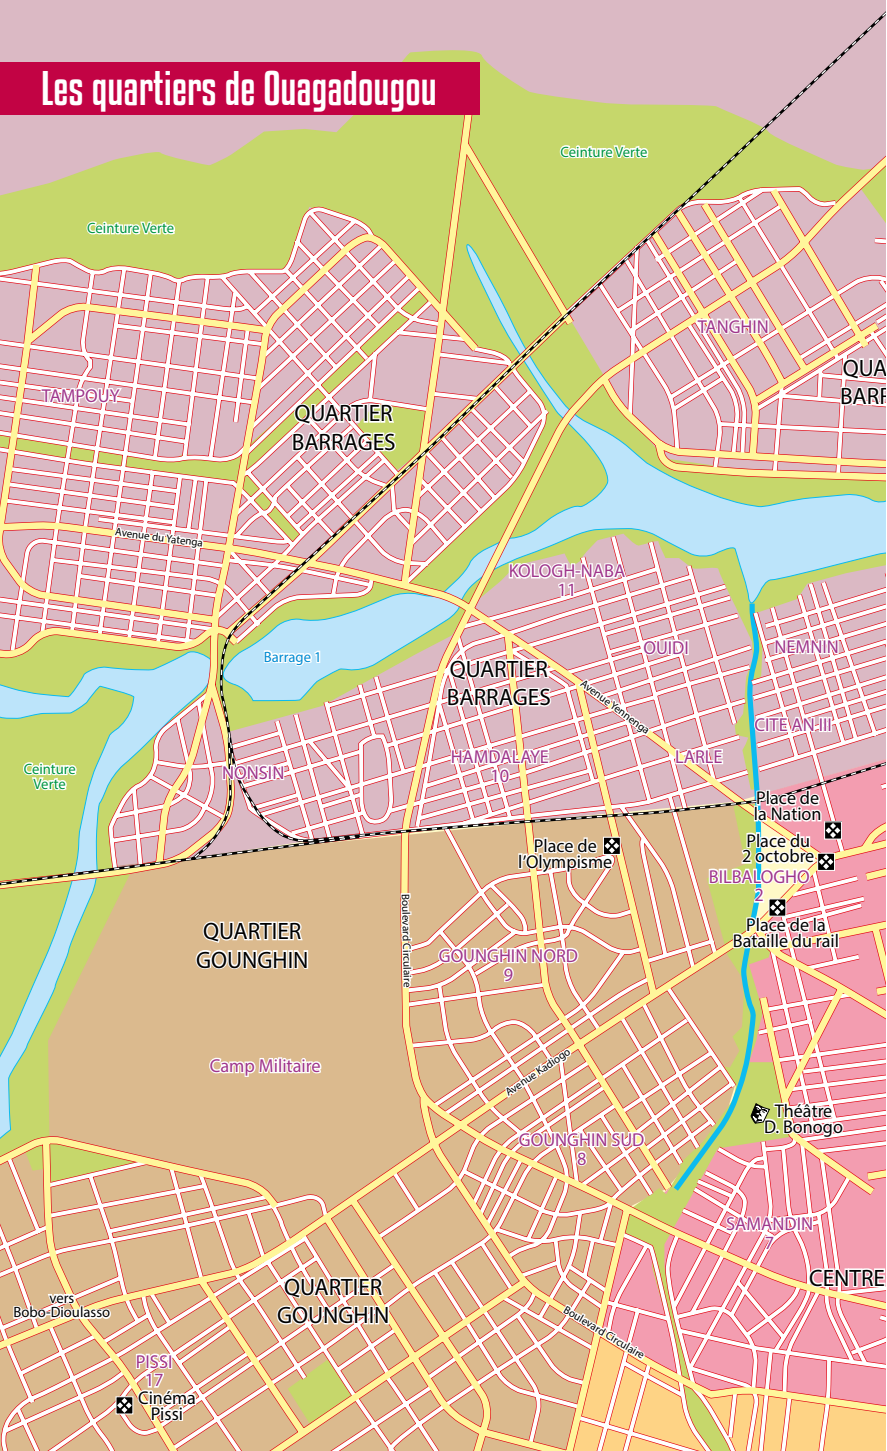 Les quartiers de Ouagadougou
Ceinture Verte
Ceinture Verte
TANGHIN
QUA
BARR
TAMPOUY
QUARTIER
BARRAGES
Avenue du Yatenga
KOLOGH-NABA
11
OUIDI
NEMNIN
Barrage 1
QUARTIER
BARRAGES
Avenue Yennenga
CITE AN III
Ceinture
Verte
NONSIN
HAMDALAYE
10
LARLE
Place de
la Nation
Place de
l'Olympisme
Place du
2 octobre
BILBALOGHO
2
Place de la
Bataille du rail
QUARTIER
GOUNGHIN
Boulevard Circulaire
GOUNGHIN NORD
9
Camp Militaire
Avenue Kadiogo
Théâtre
D. Bonogo
GOUNGHIN SUD
8
SAMANDIN
7
CENTRE
QUARTIER
GOUNGHIN
vers
Bobo-Dioulasso
Boulevard Circulaire
PISSI
17
Cinéma
Pissi